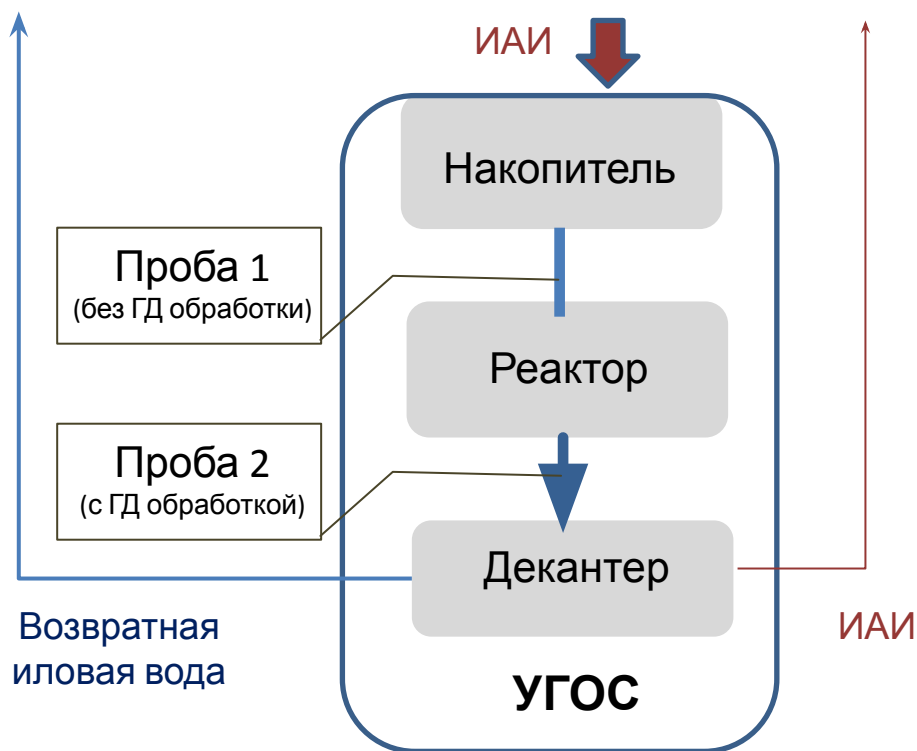 ИАИ
Накопитель
Проба 1
(без ГД обработки)
Реактор
Проба 2
(с ГД обработкой)
Декантер
Возвратная
иловая вода
ИАИ
УГОС